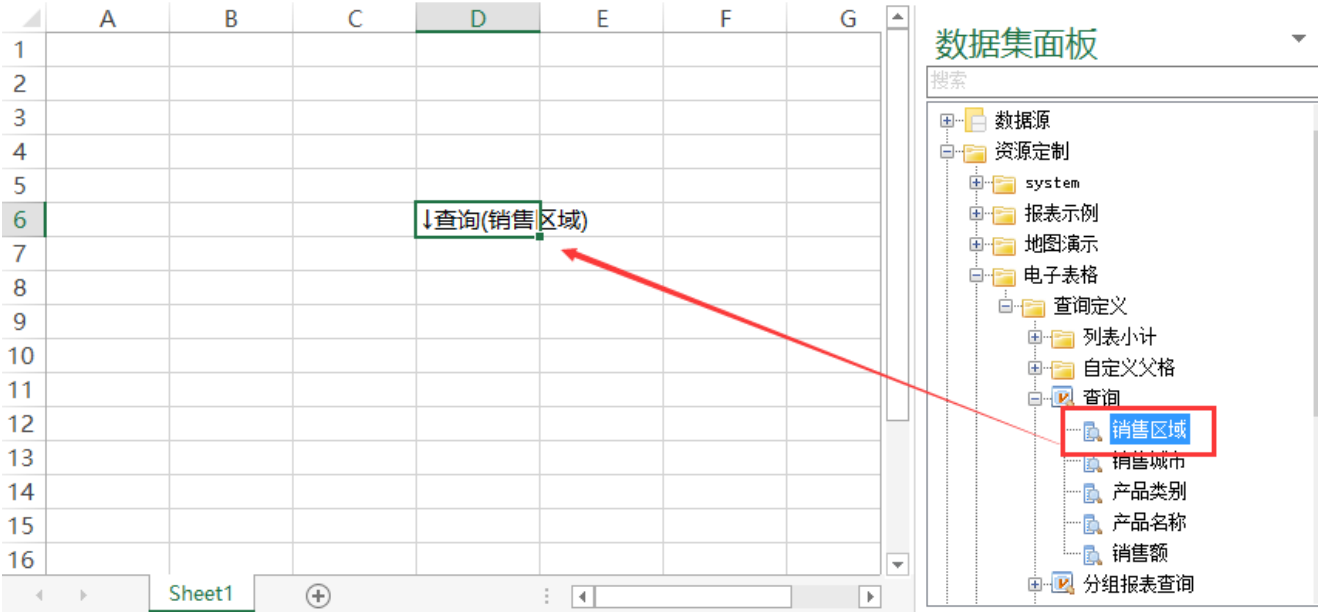 A B C D E F G
1
2
3
4
5
6 ↓查询(销售区域)
7
8
9
10
11
12
13
14
15
16
Sheet1
数据集面板
搜索
数据源
资源定制
system
报表示例
地图演示
电子表格
查询定义
列表小计
自定义父格
查询
销售区域
销售城市
产品类别
产品名称
销售额
分组报表查询